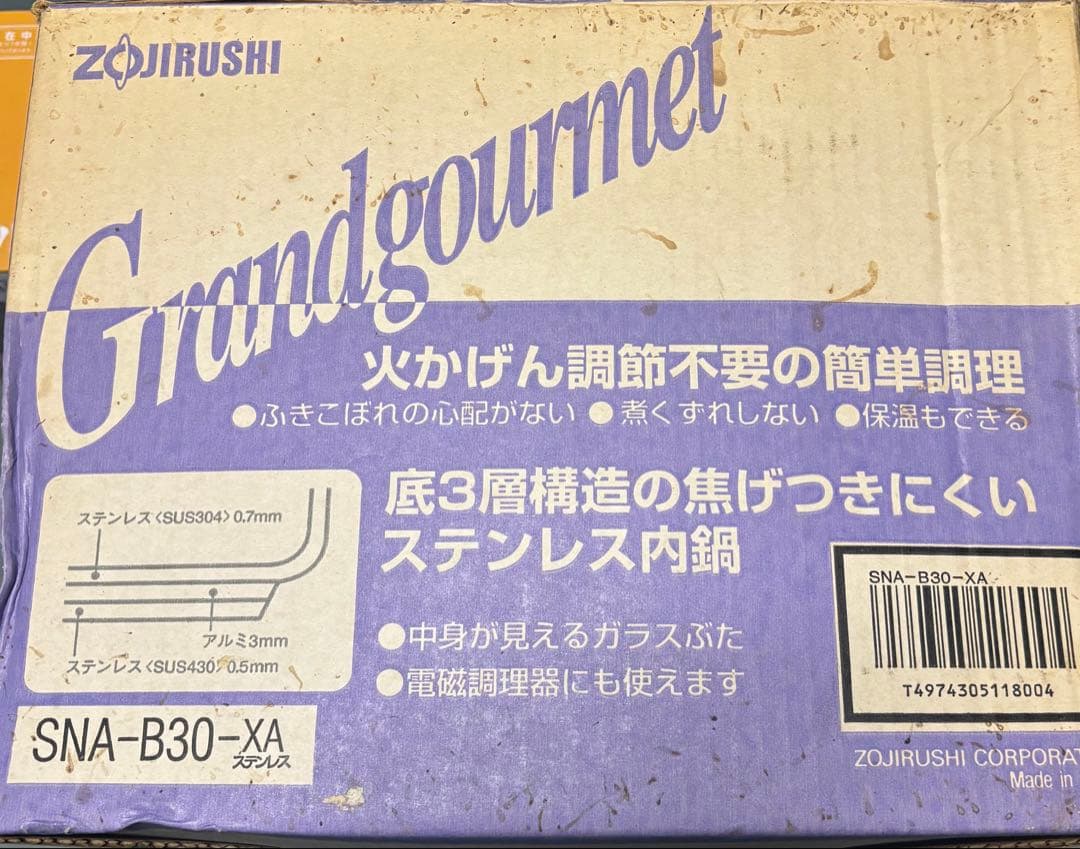 在中
ZOJIRUSHI
Grandgourmet
火かげん調節不要の簡単調理
●ふきこぼれの心配がない ●煮くずれしない ●保温もできる
底3層構造の焦げつきにくい
ステンレス内鍋
ステンレス〈SUS304〉0.7mm
アルミ3mm
ステンレス〈SUS430〉0.5mm
●中身が見えるガラスぶた
●電磁調理器にも使えます
SNA-B30-XA
ステンレス
SNA-B30-XA
T4974305118004
ZOJIRUSHI CORPORAT
Made in